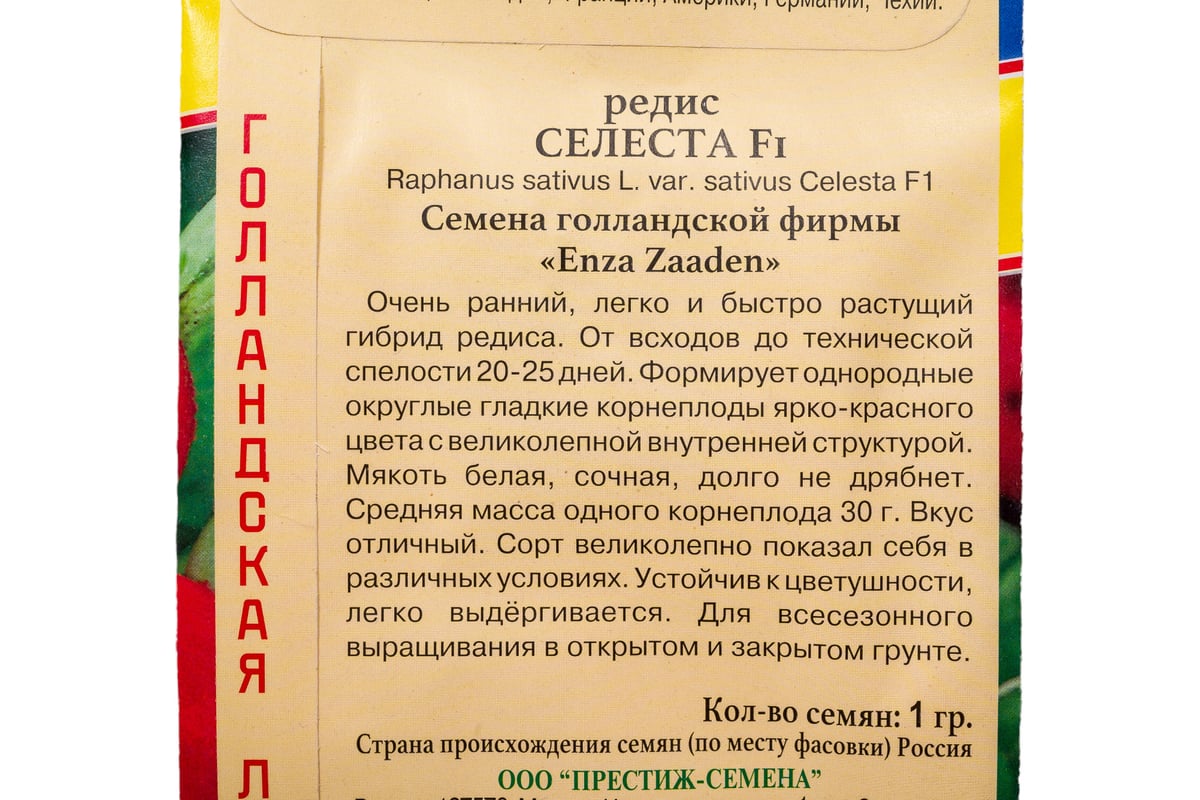 Франции, Америки, Германии, Чехии.
редис
СЕЛЕСТА F1
Raphanus sativus L. var. sativus Celesta F1
Семена голландской фирмы
«Enza Zaaden»
Очень ранний, легко и быстро растущий
гибрид редиса. От всходов до технической
спелости 20-25 дней. Формирует однородные
округлые гладкие корнеплоды ярко-красного
цвета с великолепной внутренней структурой.
Мякоть белая, сочная, долго не дрябнет.
Средняя масса одного корнеплода 30 г. Вкус
отличный. Сорт великолепно показал себя в
различных условиях. Устойчив к цветушности,
легко выдёргивается. Для всесезонного
выращивания в открытом и закрытом грунте.
Кол-во семян: 1 гр.
Страна происхождения семян (по месту фасовки) Россия
ООО “ПРЕСТИЖ-СЕМЕНА”
ГОЛЛАНДСКАЯ Л